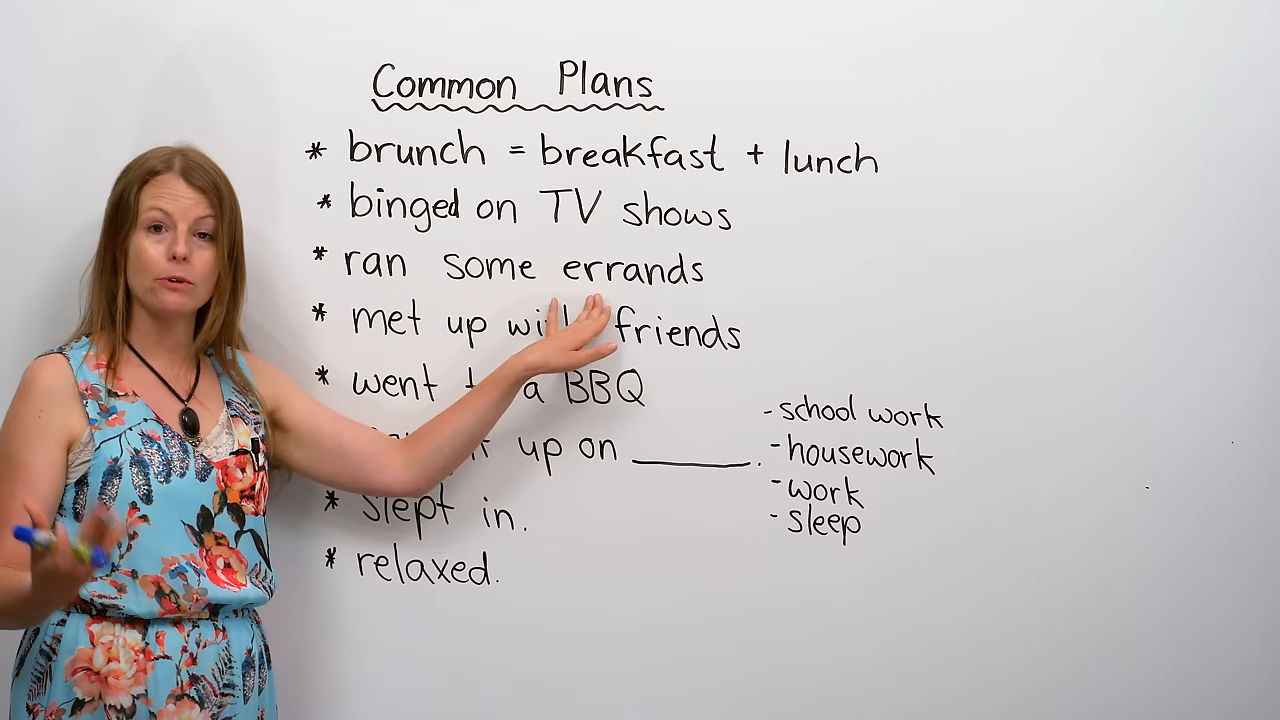 Common Plans
* brunch = breakfast + lunch
* binged on TV shows
* ran some errands
* met up friends
* went a BBQ
up on ______.
- school work
- housework
- work
- sleep
* slept in.
* relaxed.